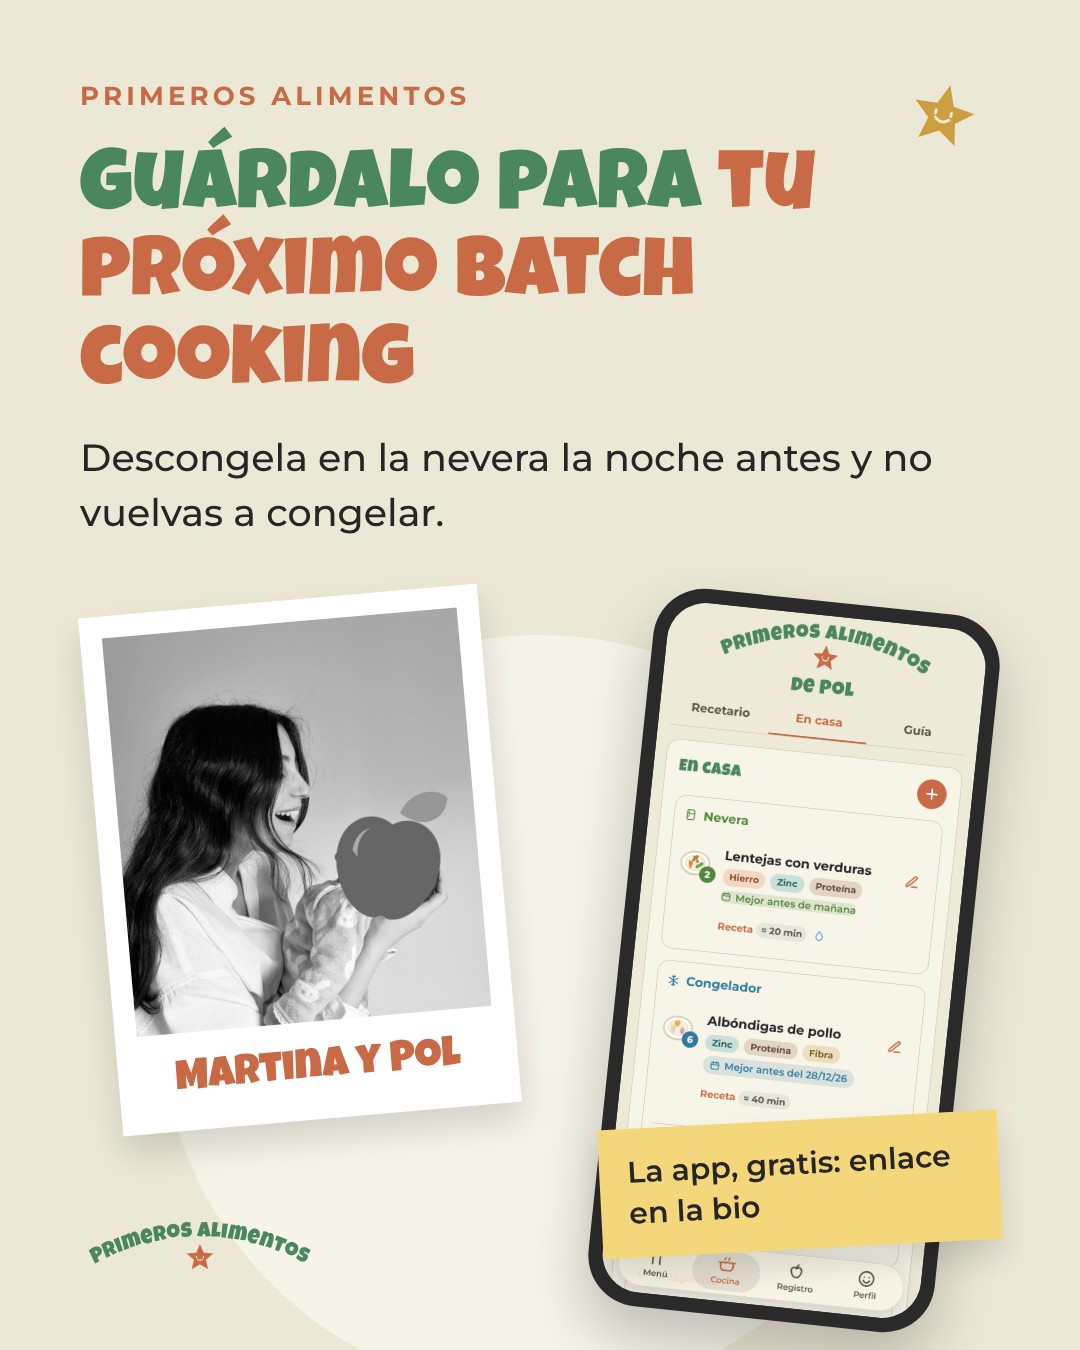 PRIMEROS ALIMENTOS
GUÁRDALO PARA TU
PRÓXIMO BATCH
COOKING
Descongela en la nevera la noche antes y no
vuelvas a congelar.
MARTINA Y POL
PRIMEROS ALIMENTOS
DE POL
Recetario
En casa
Guía
EN CASA
Nevera
2
Lentejas con verduras
Hierro Zinc Proteína
Mejor antes de mañana
Receta ≈ 20 min
Congelador
6
Albóndigas de pollo
Zinc Proteína Fibra
Mejor antes del 28/12/26
Receta ≈ 40 min
La app, gratis: enlace
en la bio
Menú
Cocina
Registro
Perfil
PRIMEROS ALIMENTOS